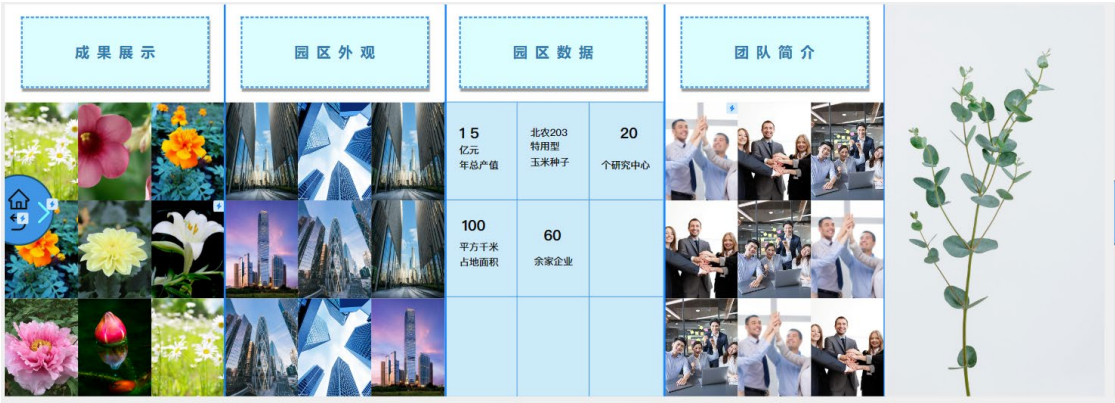 成果展示
园区外观
园区数据
团队简介
15
亿元
年总产值
北农203
特用型
玉米种子
20
个研究中心
100
平方千米
占地面积
60
余家企业